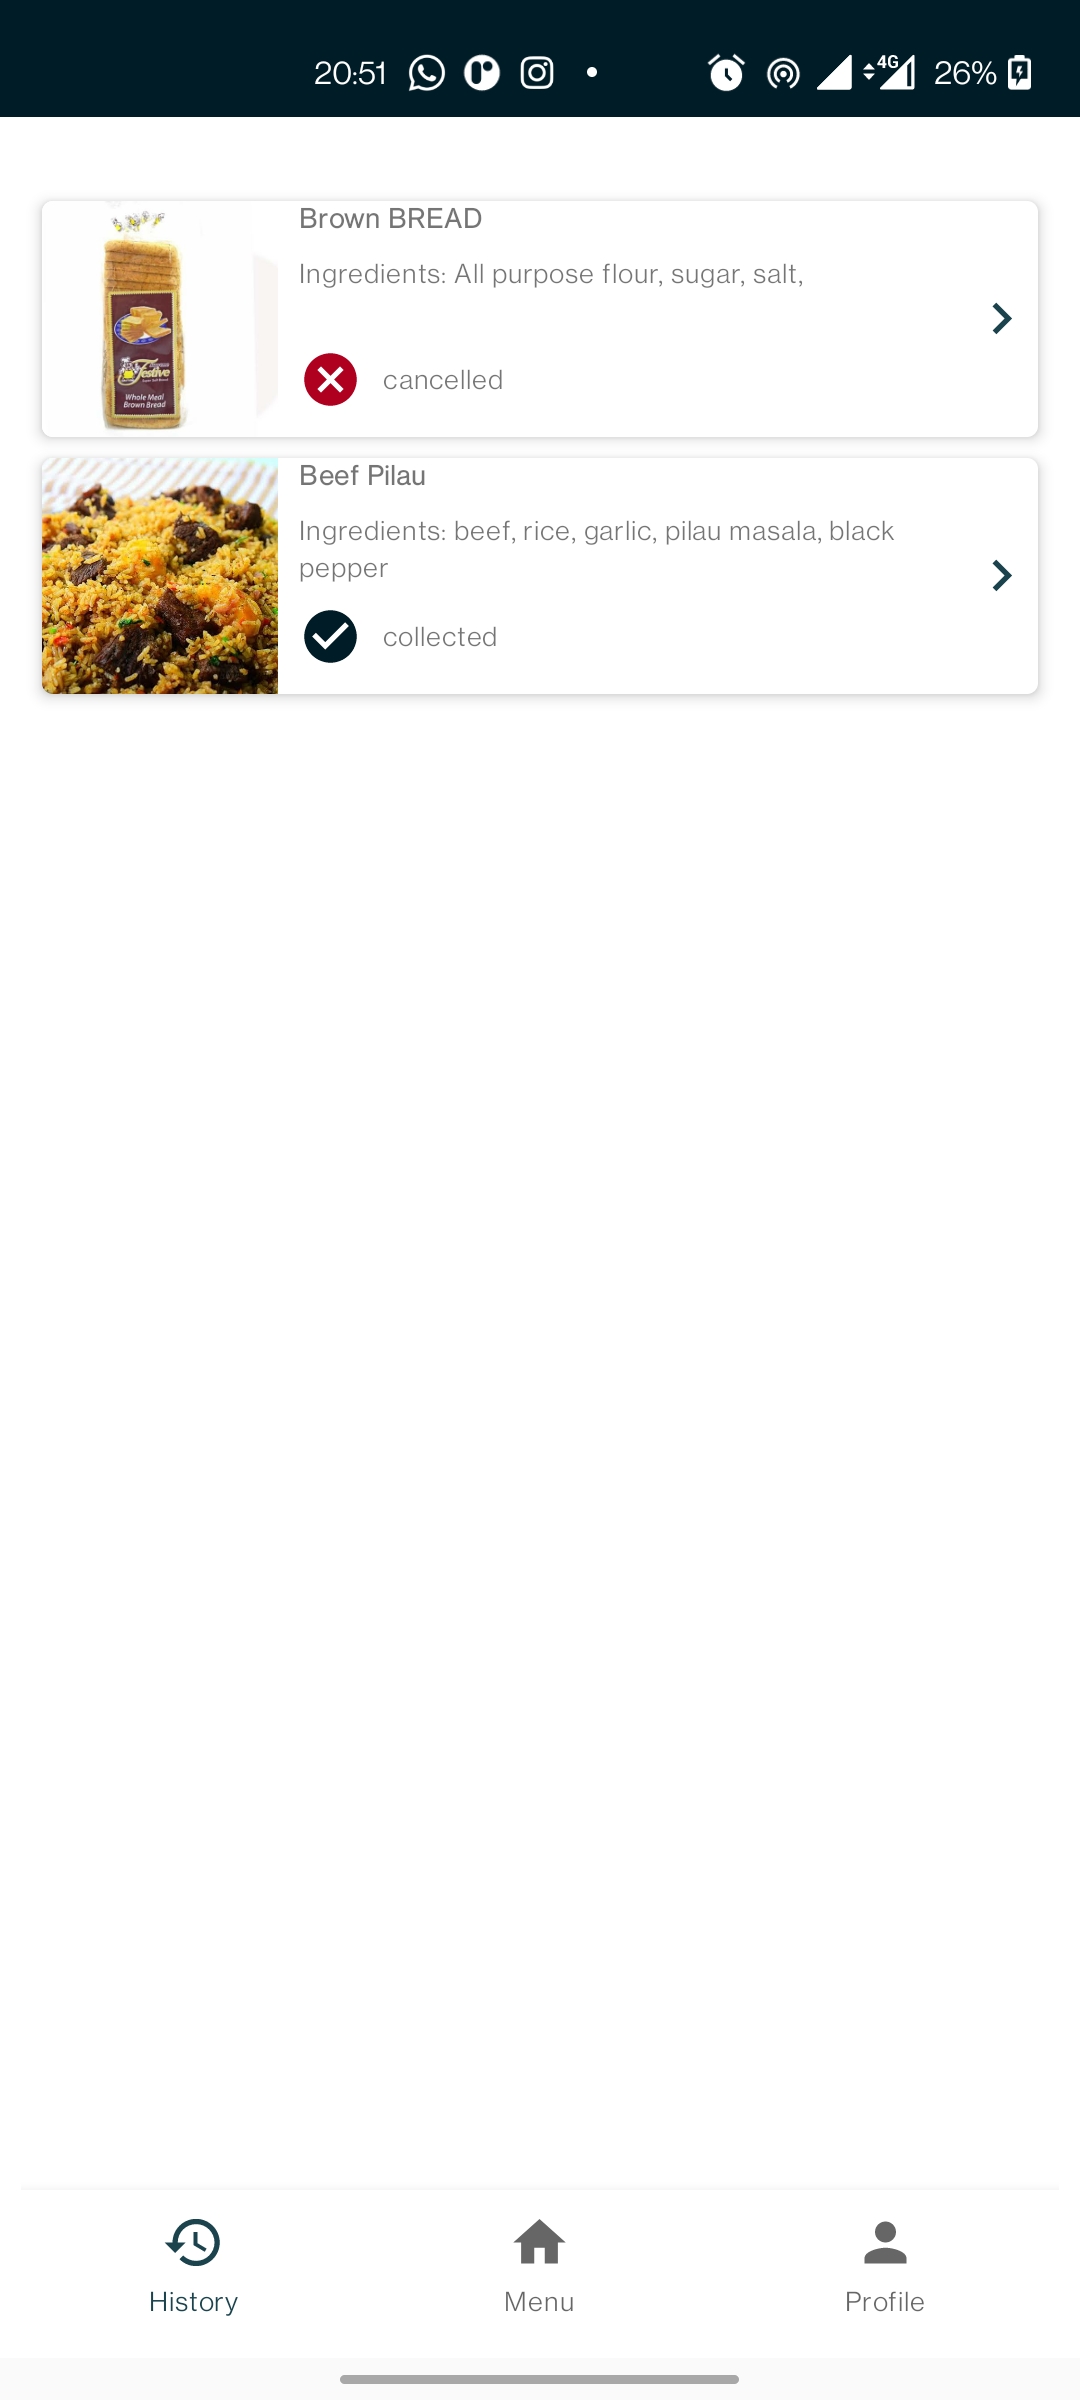 20:51
4G
26%
Brown BREAD
Ingredients: All purpose flour, sugar, salt,
Festive
Whole Meal
Brown Bread
cancelled
Beef Pilau
Ingredients: beef, rice, garlic, pilau masala, black
pepper
collected
History
Menu
Profile